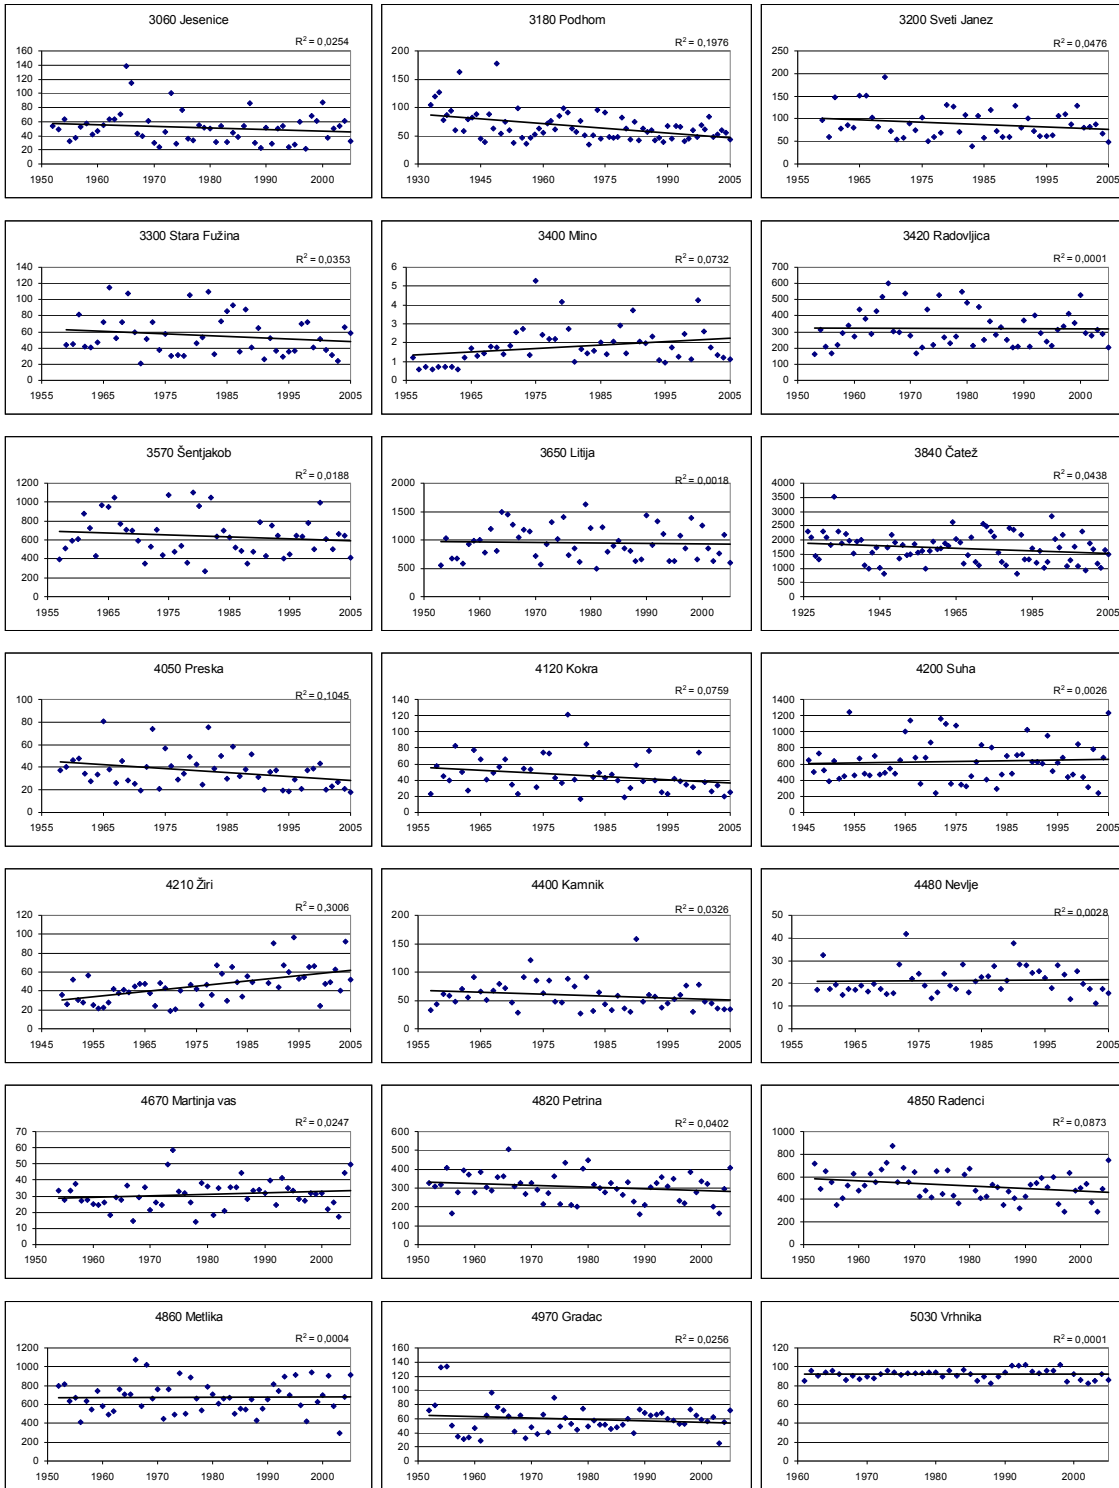 3060 Jesenice
R² = 0,0254
160
140
120
100
80
60
40
20
0
1950 1960 1970 1980 1990 2000
3180 Podhom
R² = 0,1976
200
150
100
50
0
1930 1945 1960 1975 1990 2005
3200 Sveti Janez
R² = 0,0476
250
200
150
100
50
0
1955 1965 1975 1985 1995 2005
3300 Stara Fužina
R² = 0,0353
140
120
100
80
60
40
20
0
1955 1965 1975 1985 1995 2005
3400 Mlino
R² = 0,0732
6
5
4
3
2
1
0
1955 1965 1975 1985 1995 2005
3420 Radovljica
R² = 0,0001
700
600
500
400
300
200
100
0
1950 1960 1970 1980 1990 2000
3570 Šentjakob
R² = 0,0188
1200
1000
800
600
400
200
0
1955 1965 1975 1985 1995 2005
3650 Litija
R² = 0,0018
2000
1500
1000
500
0
1950 1960 1970 1980 1990 2000
3840 Čatež
R² = 0,0438
4000
3500
3000
2500
2000
1500
1000
500
0
1925 1945 1965 1985 2005
4050 Preska
R² = 0,1045
100
80
60
40
20
0
1955 1965 1975 1985 1995 2005
4120 Kokra
R² = 0,0759
140
120
100
80
60
40
20
0
1955 1965 1975 1985 1995 2005
4200 Suha
R² = 0,0026
1400
1200
1000
800
600
400
200
0
1945 1955 1965 1975 1985 1995 2005
4210 Žiri
R² = 0,3006
120
100
80
60
40
20
0
1945 1955 1965 1975 1985 1995 2005
4400 Kamnik
R² = 0,0326
200
150
100
50
0
1955 1965 1975 1985 1995 2005
4480 Nevlje
R² = 0,0028
50
40
30
20
10
0
1955 1965 1975 1985 1995 2005
4670 Martinja vas
R² = 0,0247
70
60
50
40
30
20
10
0
1950 1960 1970 1980 1990 2000
4820 Petrina
R² = 0,0402
600
500
400
300
200
100
0
1950 1960 1970 1980 1990 2000
4850 Radenci
R² = 0,0873
1000
800
600
400
200
0
1950 1960 1970 1980 1990 2000
4860 Metlika
R² = 0,0004
1200
1000
800
600
400
200
0
1950 1960 1970 1980 1990 2000
4970 Gradac
R² = 0,0256
160
140
120
100
80
60
40
20
0
1950 1960 1970 1980 1990 2000
5030 Vrhnika
R² = 0,0001
120
100
80
60
40
20
0
1960 1970 1980 1990 2000